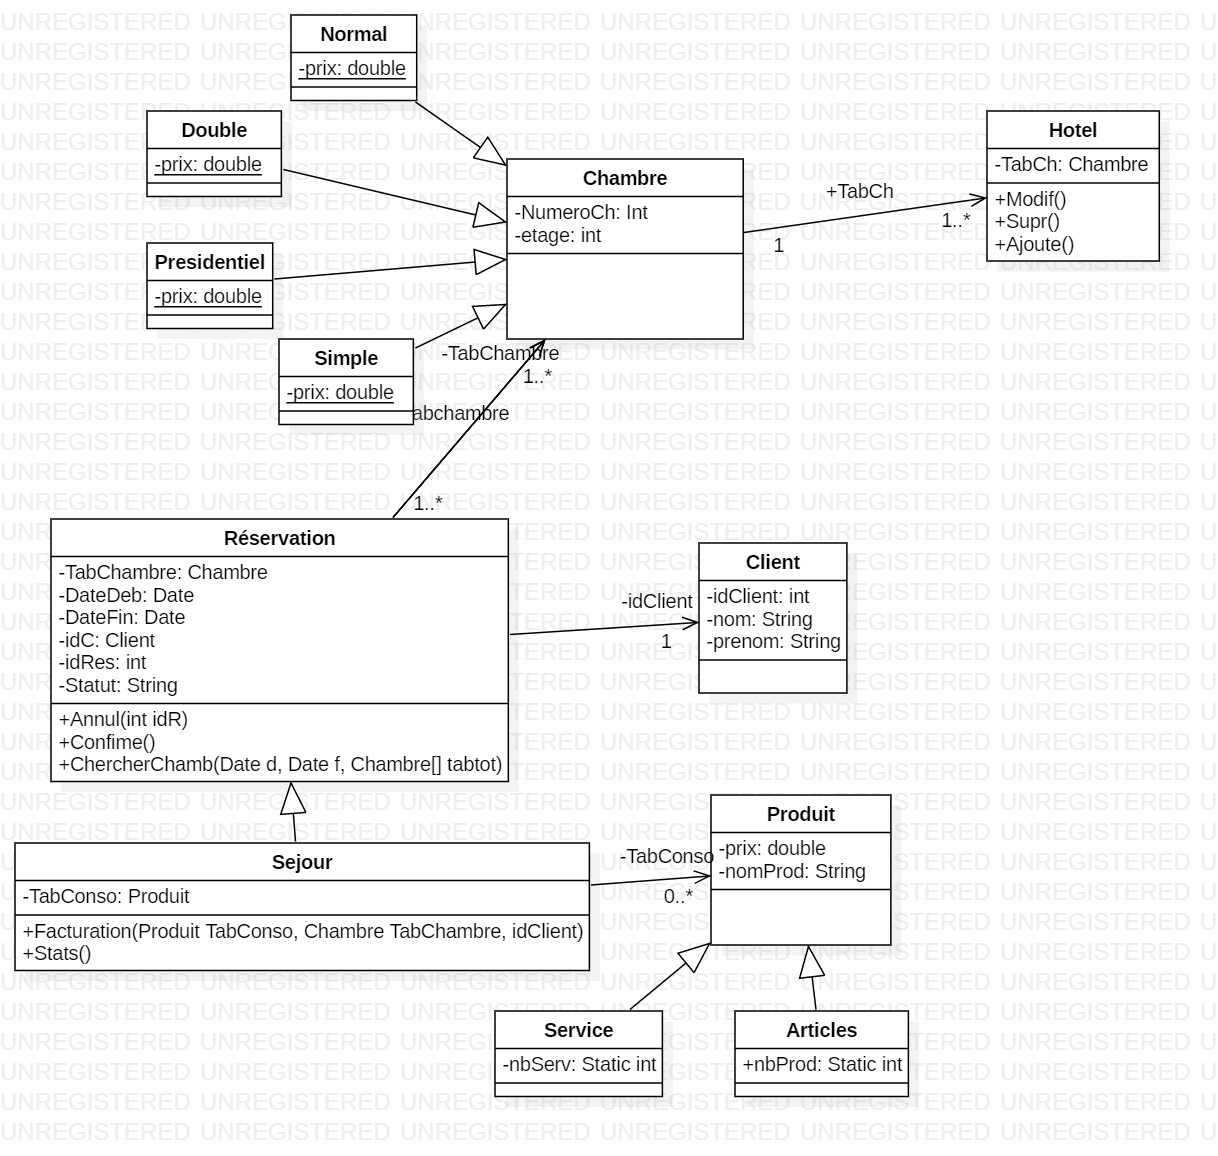 Normal
-prix: double
Double
-prix: double
Presidentiel
-prix: double
Simple
-prix: double
Chambre
-NumeroCh: Int
-etage: int
+TabCh
1..*
1
Hotel
-TabCh: Chambre
+Modif()
+Supr()
+Ajoute()
-TabChambre
1..*
abchambre
1..*
Réservation
-TabChambre: Chambre
-DateDeb: Date
-DateFin: Date
-idC: Client
-idRes: int
-Statut: String
+Annul(int idR)
+Confime()
+ChercherChamb(Date d, Date f, Chambre[] tabtot)
-idClient
1
Client
-idClient: int
-nom: String
-prenom: String
Sejour
-TabConso: Produit
+Facturation(Produit TabConso, Chambre TabChambre, idClient)
+Stats()
-TabConso
0..*
Produit
-prix: double
-nomProd: String
Service
-nbServ: Static int
Articles
+nbProd: Static int
UNREGISTERED